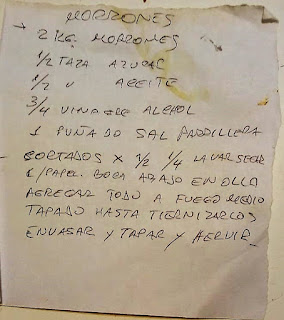 MORRONES
→ 2 KG. MORRONES
1/2 TAZA AZUCAR
1/2 " ACEITE
3/4 VINAGRE ALCHOL
1 PUÑADO SAL PARRILLERA
CORTADOS X 1/2 1/4 LAVAR SECAR
C/PAPEL. BOCA ABAJO EN OLLA
AGREGAR TODO A FUEGO MEDIO
TAPADO HASTA TIERNIZARLOS
ENVASAR Y TAPAR Y HERVIR